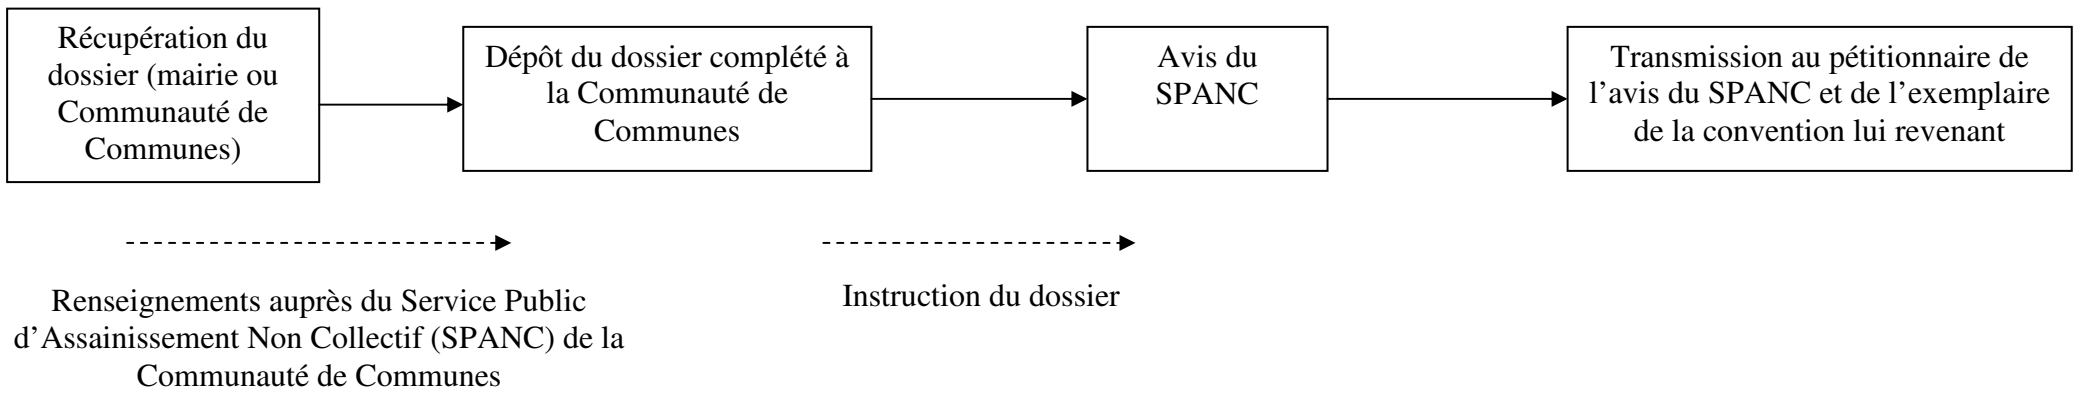 Récupération du
dossier (mairie ou
Communauté de
Communes)
Dépôt du dossier complété à
la Communauté de
Communes
Avis du
SPANC
Transmission au pétitionnaire de
l’avis du SPANC et de l’exemplaire
de la convention lui revenant
Renseignements auprès du Service Public
d’Assainissement Non Collectif (SPANC) de la
Communauté de Communes
Instruction du dossier